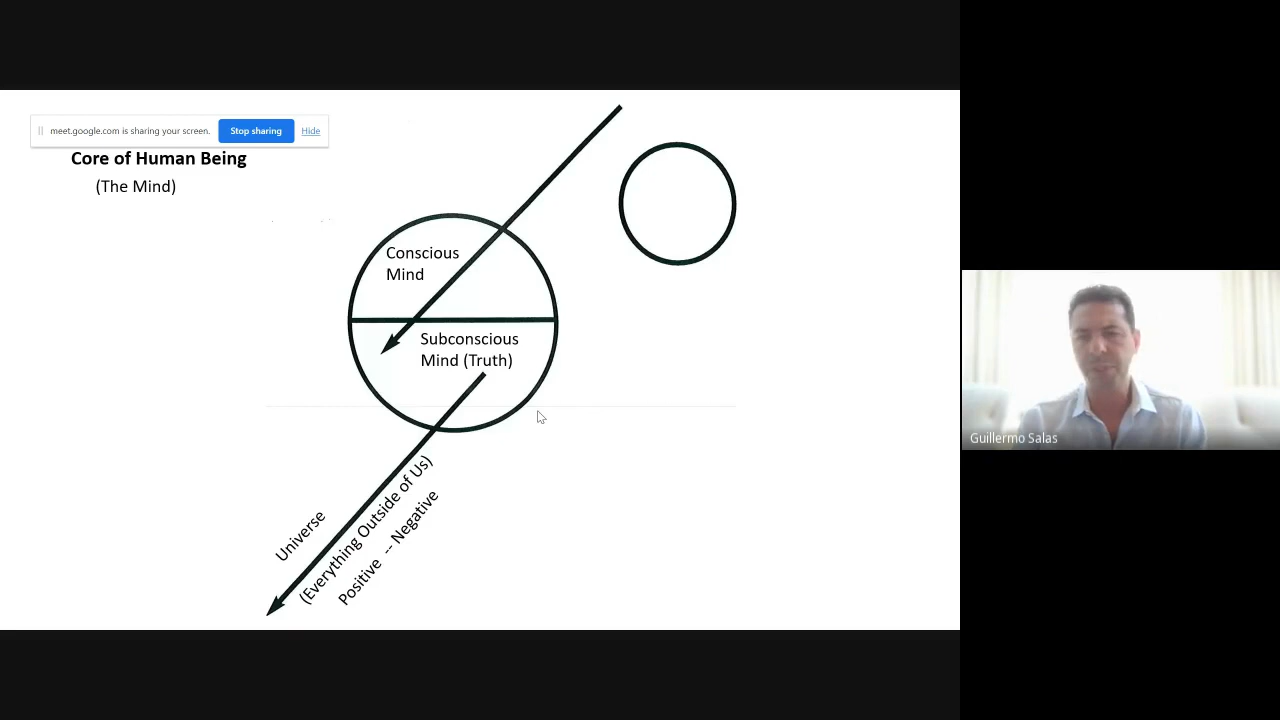 meet.google.com is sharing your screen.
Stop sharing
Hide
Core of Human Being
(The Mind)
Conscious
Mind
Subconscious
Mind (Truth)
Universe
(Everything Outside of Us)
Positive -- Negative
Guillermo Salas